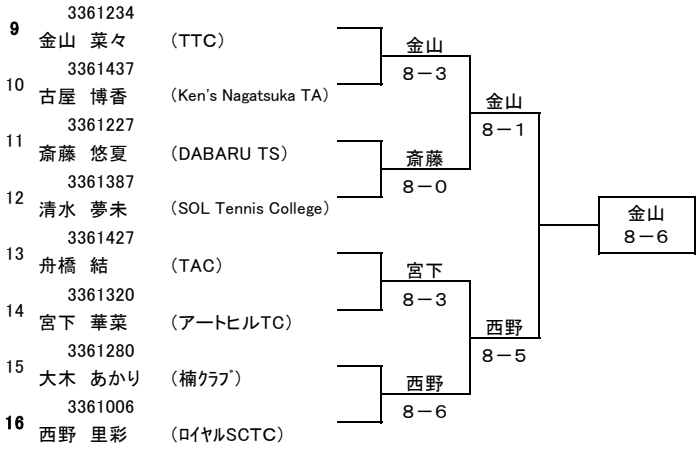 3361234
9 金山 菜々 （TTC）
金山
3361437
8－3
10 古屋 博香 （Ken's Nagatsuka TA）
金山
3361227
8－1
11 斎藤 悠夏 （DABARU TS）
斎藤
3361387
8－0
12 清水 夢未 （SOL Tennis College）
金山
8－6
3361427
13 舟橋 結 （TAC）
宮下
3361320
8－3
14 宮下 華菜 （アートヒルTC）
西野
3361280
8－5
15 大木 あかり （楠ｸﾗﾌﾞ）
西野
3361006
8－6
16 西野 里彩 （ﾛｲﾔﾙSCTC）